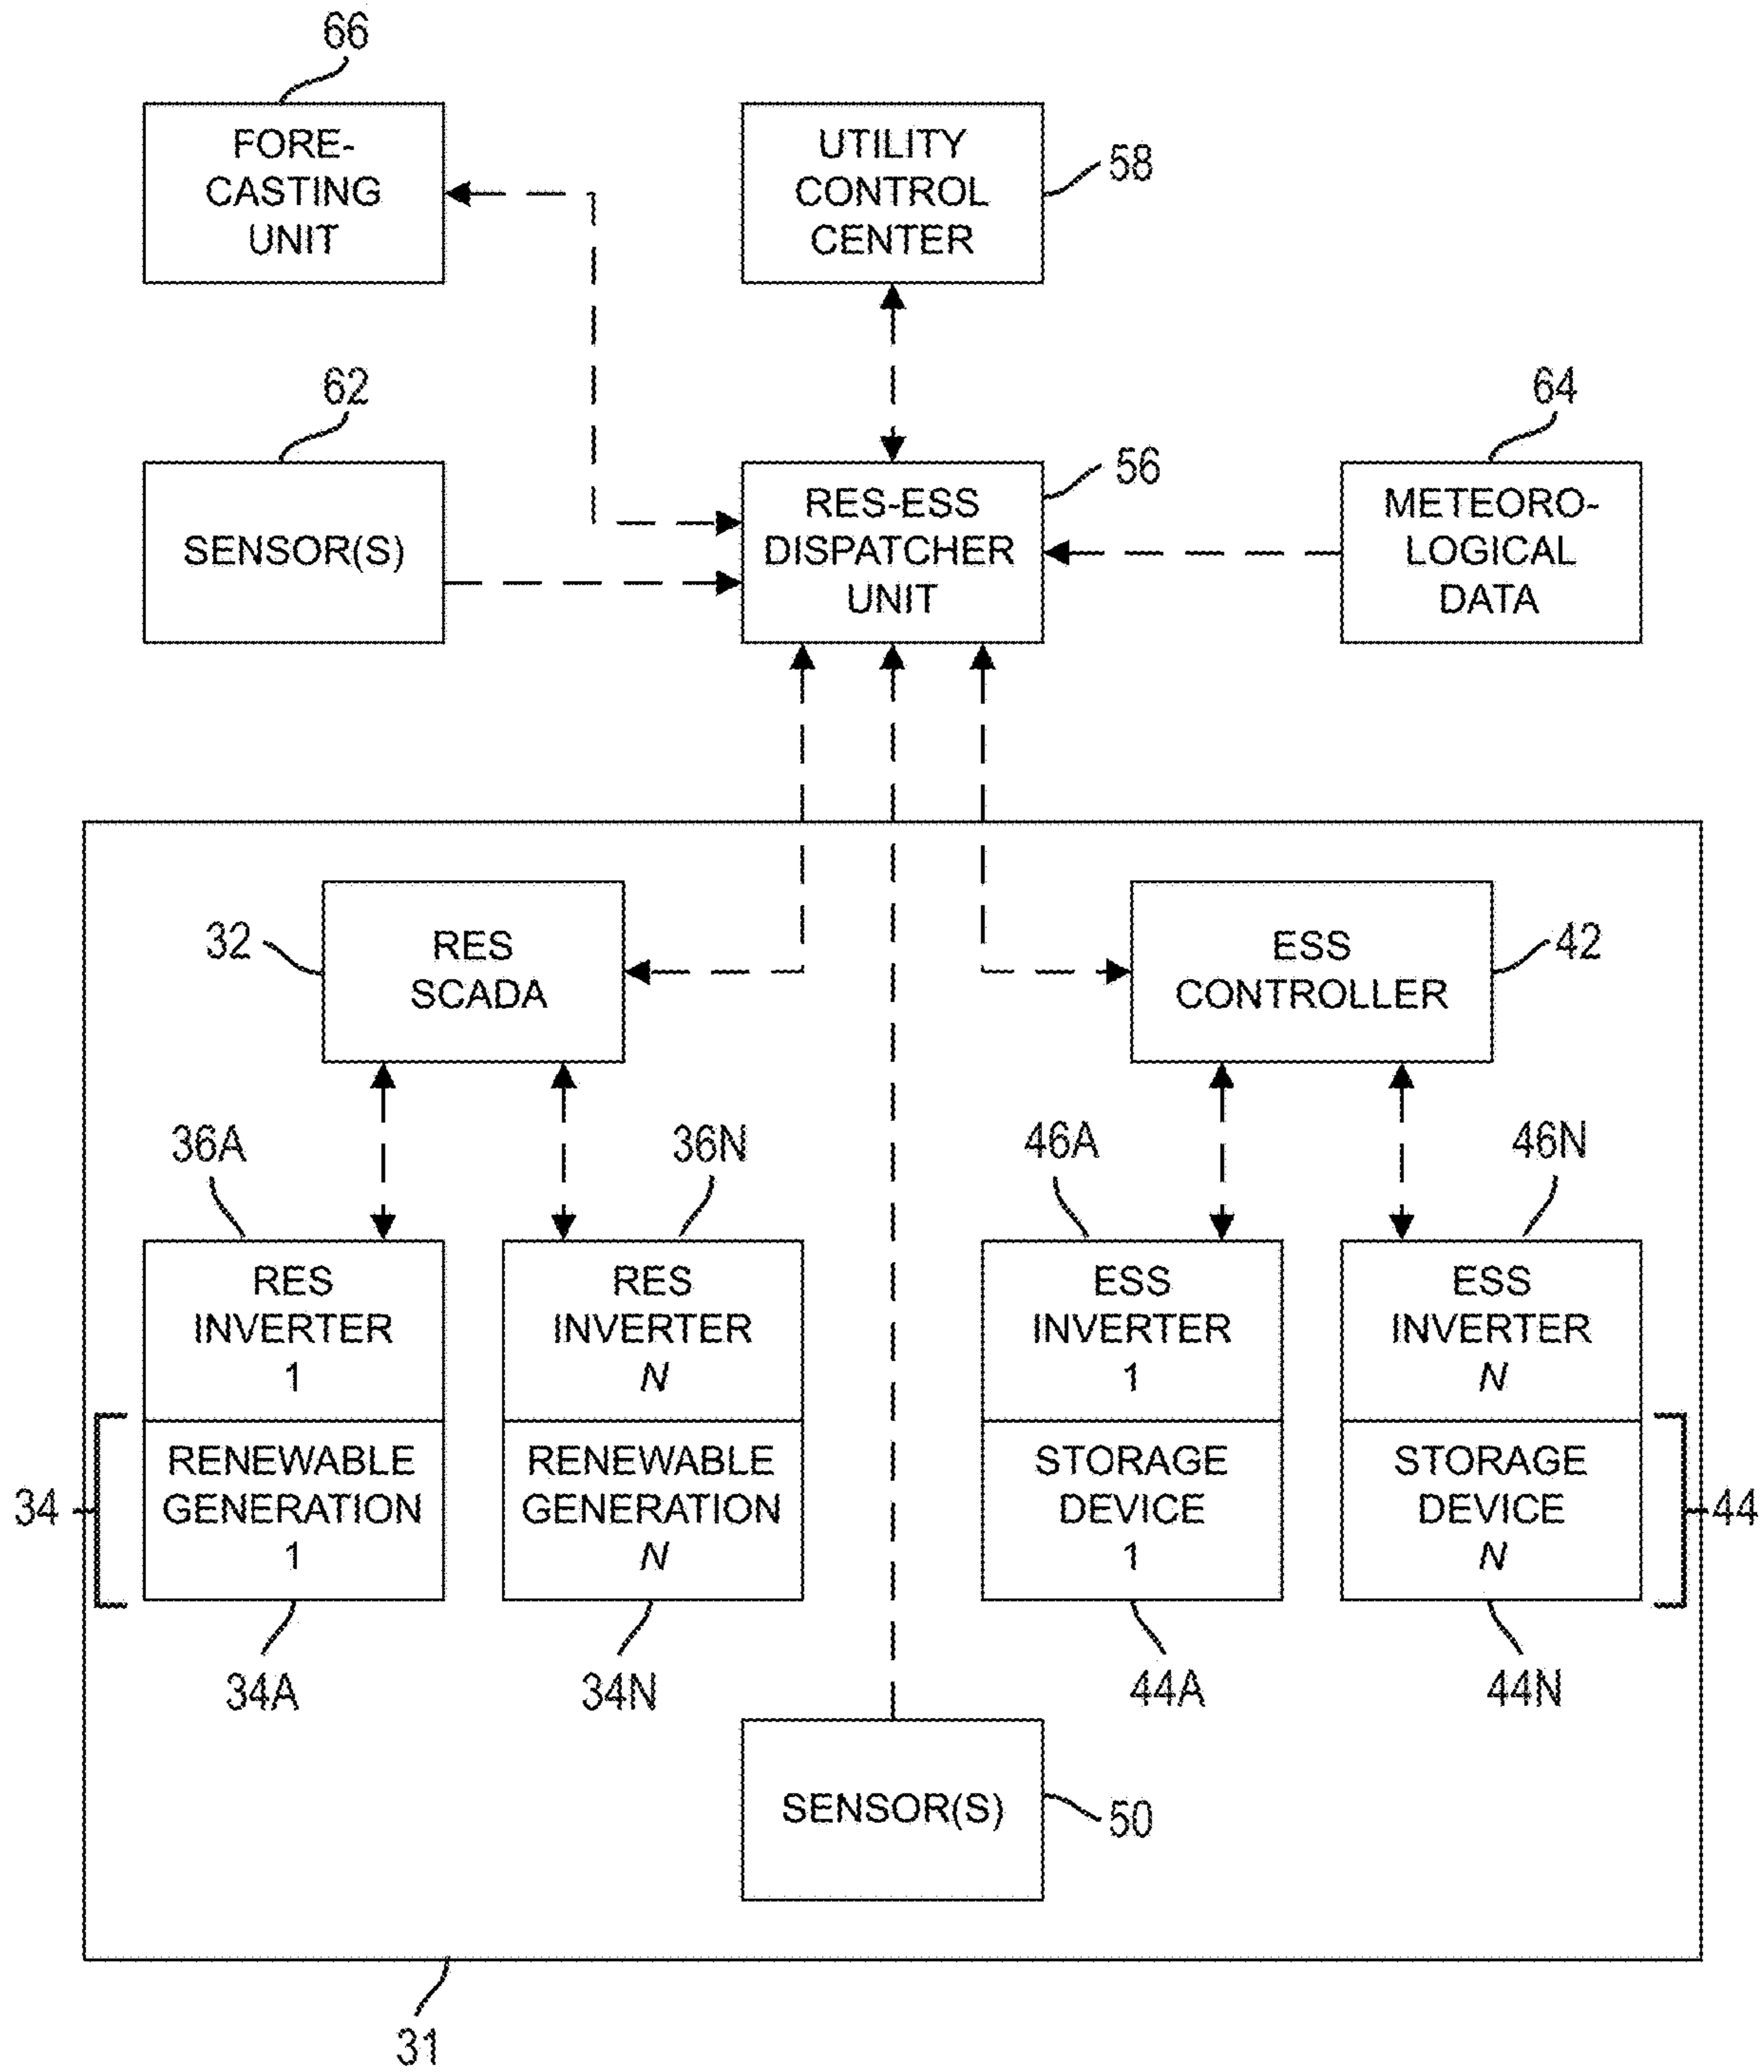 66
FORE-
CASTING
UNIT
UTILITY
CONTROL
CENTER
58
62
SENSOR(S)
RES-ESS
DISPATCHER
UNIT
56
64
METEORO-
LOGICAL
DATA
32
RES
SCADA
ESS
CONTROLLER
42
36A
36N
46A
46N
RES
INVERTER
1
RES
INVERTER
N
ESS
INVERTER
1
ESS
INVERTER
N
34
RENEWABLE
GENERATION
1
RENEWABLE
GENERATION
N
STORAGE
DEVICE
1
STORAGE
DEVICE
N
44
34A
34N
44A
44N
SENSOR(S)
50
31